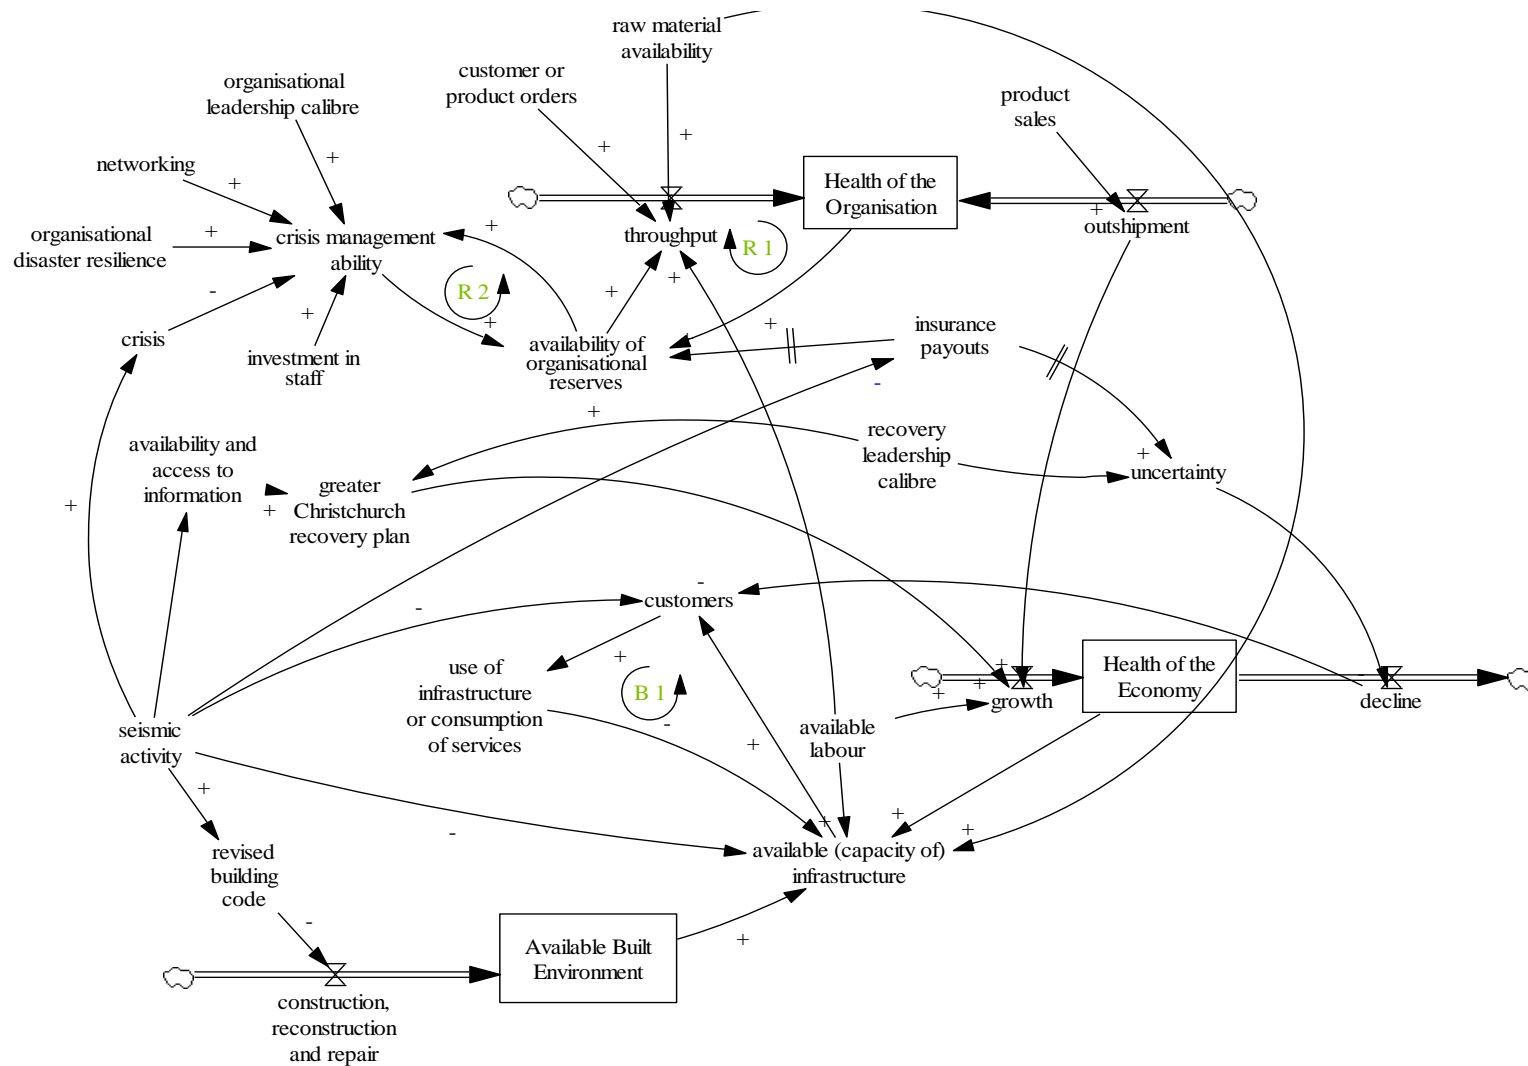 raw material
availability
customer or
product orders
organisational
leadership calibre
product
sales
networking
Health of the
Organisation
organisational
disaster resilience
crisis management
ability
throughput
R 1
outshipment
R 2
crisis
investment in
staff
availability of
organisational
reserves
insurance
payouts
availability and
access to
information
recovery
leadership
calibre
uncertainty
greater
Christchurch
recovery plan
customers
use of
infrastructure
or consumption
of services
B 1
Health of the
Economy
growth
decline
available
labour
seismic
activity
available (capacity of)
infrastructure
revised
building
code
Available Built
Environment
construction,
reconstruction
and repair